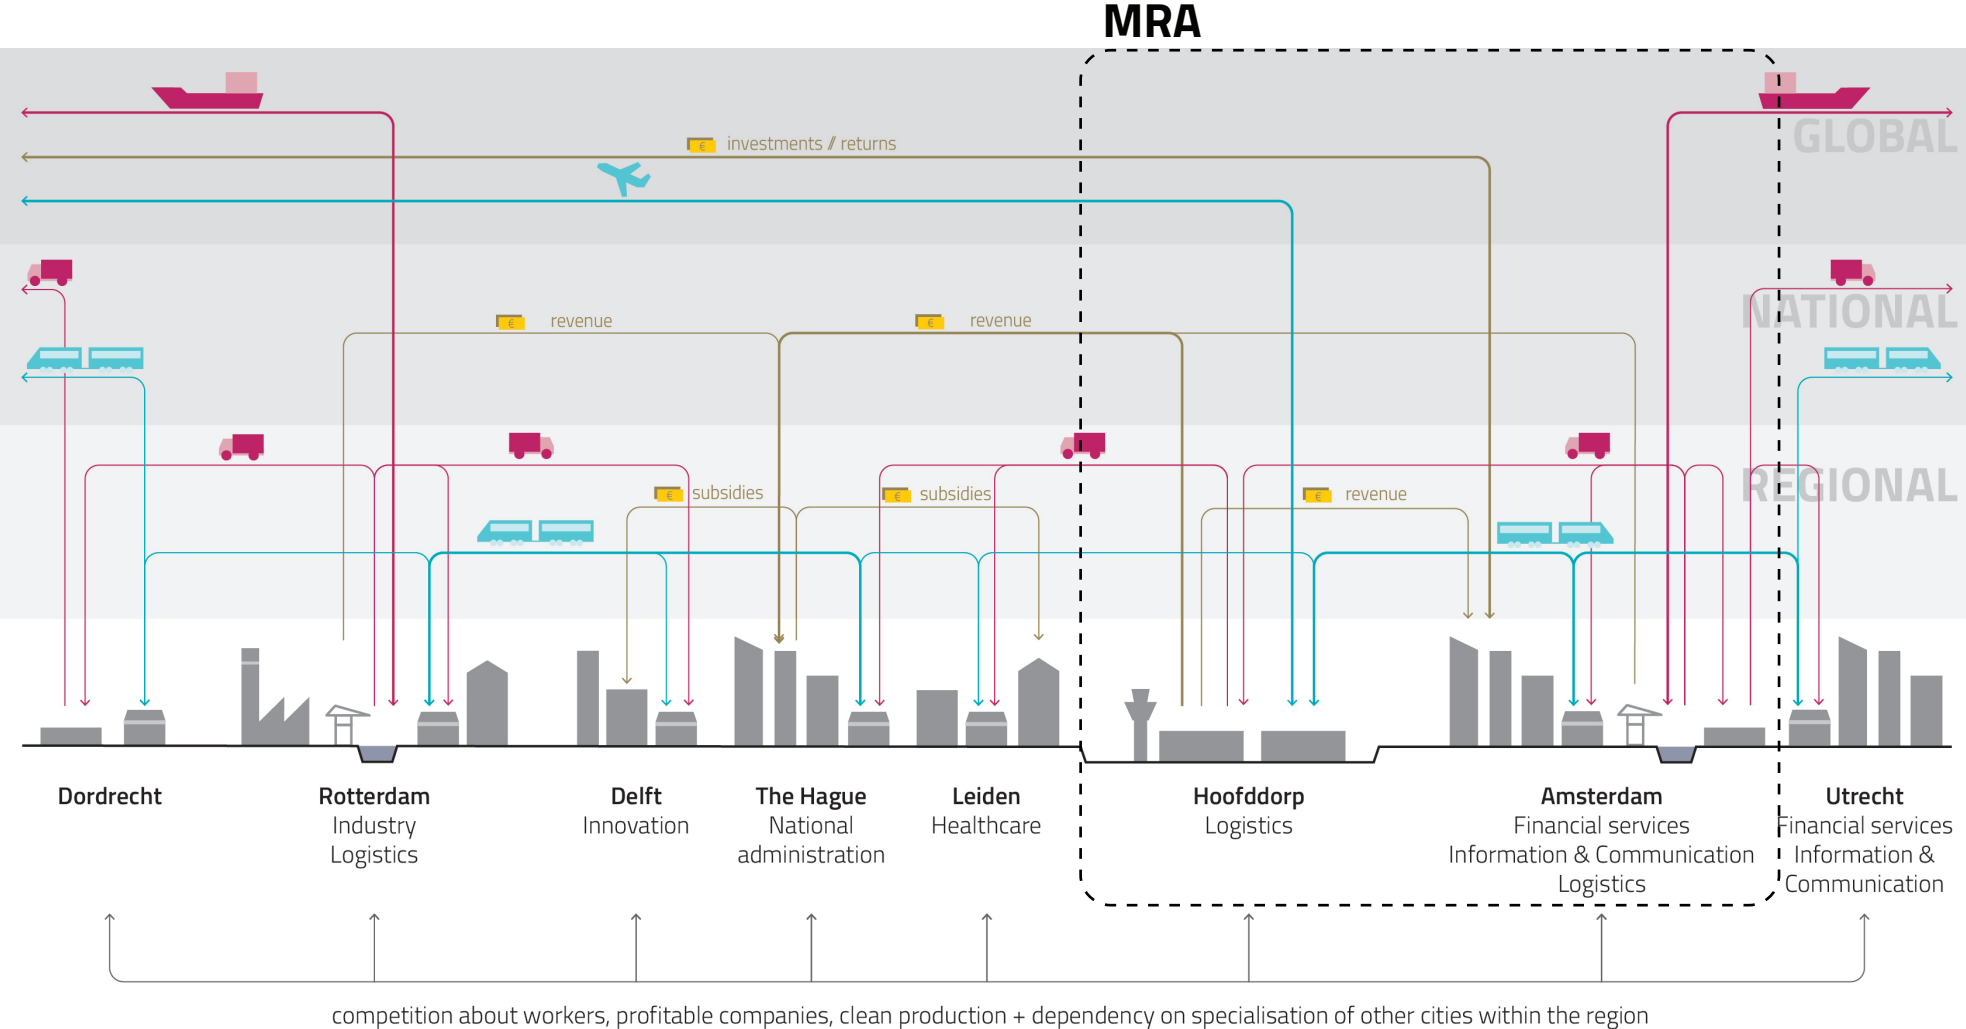 MRA
GLOBAL
€ investments // returns
NATIONAL
€ revenue
€ revenue
REGIONAL
€ subsidies
€ subsidies
€ revenue
Dordrecht
Rotterdam
Industry
Logistics
Delft
Innovation
The Hague
National
administration
Leiden
Healthcare
Hoofddorp
Logistics
Amsterdam
Financial services
Information & Communication
Logistics
Utrecht
Financial services
Information &
Communication
competition about workers, profitable companies, clean production + dependency on specialisation of other cities within the region